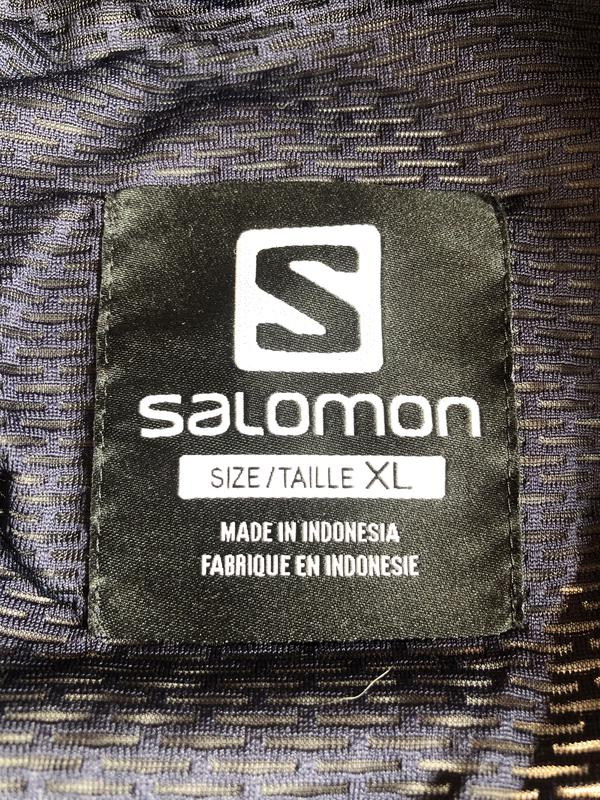 S
salomon
SIZE/TAILLE XL
MADE IN INDONESIA
FABRIQUE EN INDONESIE